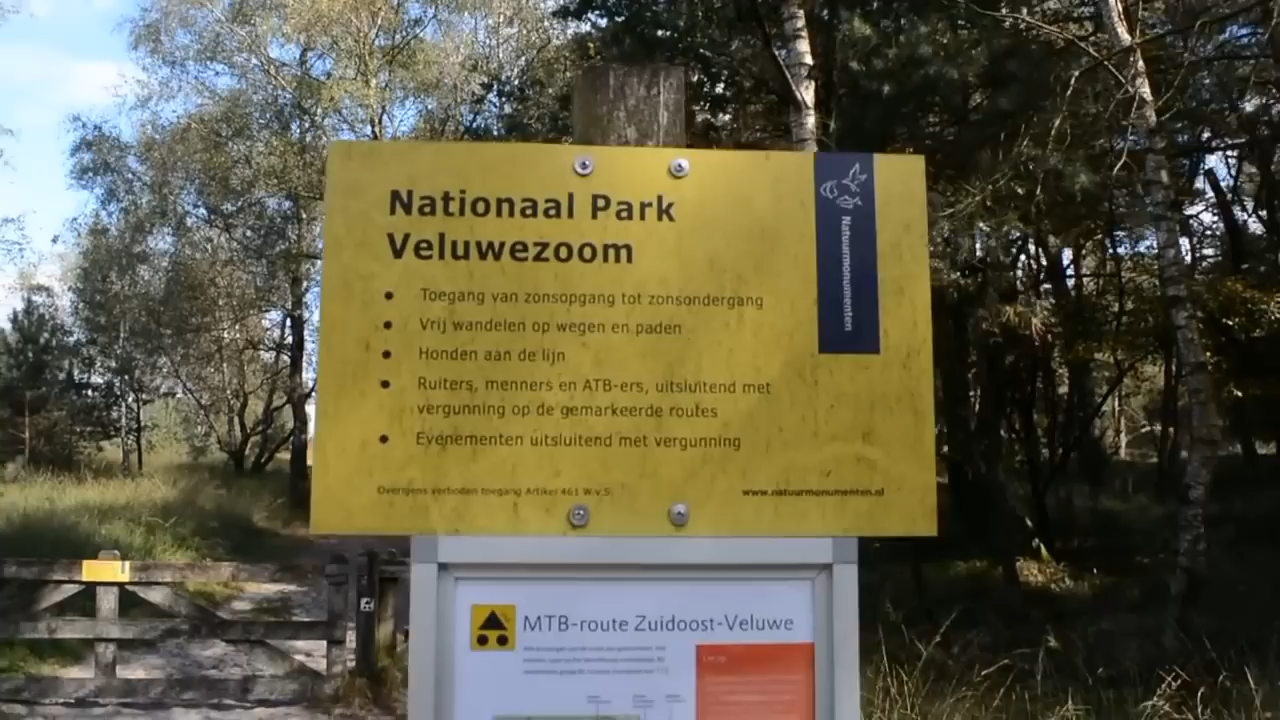 Nationaal Park
Veluwezoom
Natuurmonumenten
• Toegang van zonsopgang tot zonsondergang
• Vrij wandelen op wegen en paden
• Honden aan de lijn
• Ruiters, menners en ATB-ers, uitsluitend met
vergunning op de gemarkeerde routes
• Evenementen uitsluitend met vergunning
Overigens verboden toegang Artikel 461 W.v.S.
www.natuurmonumenten.nl
MTB-route Zuidoost-Veluwe